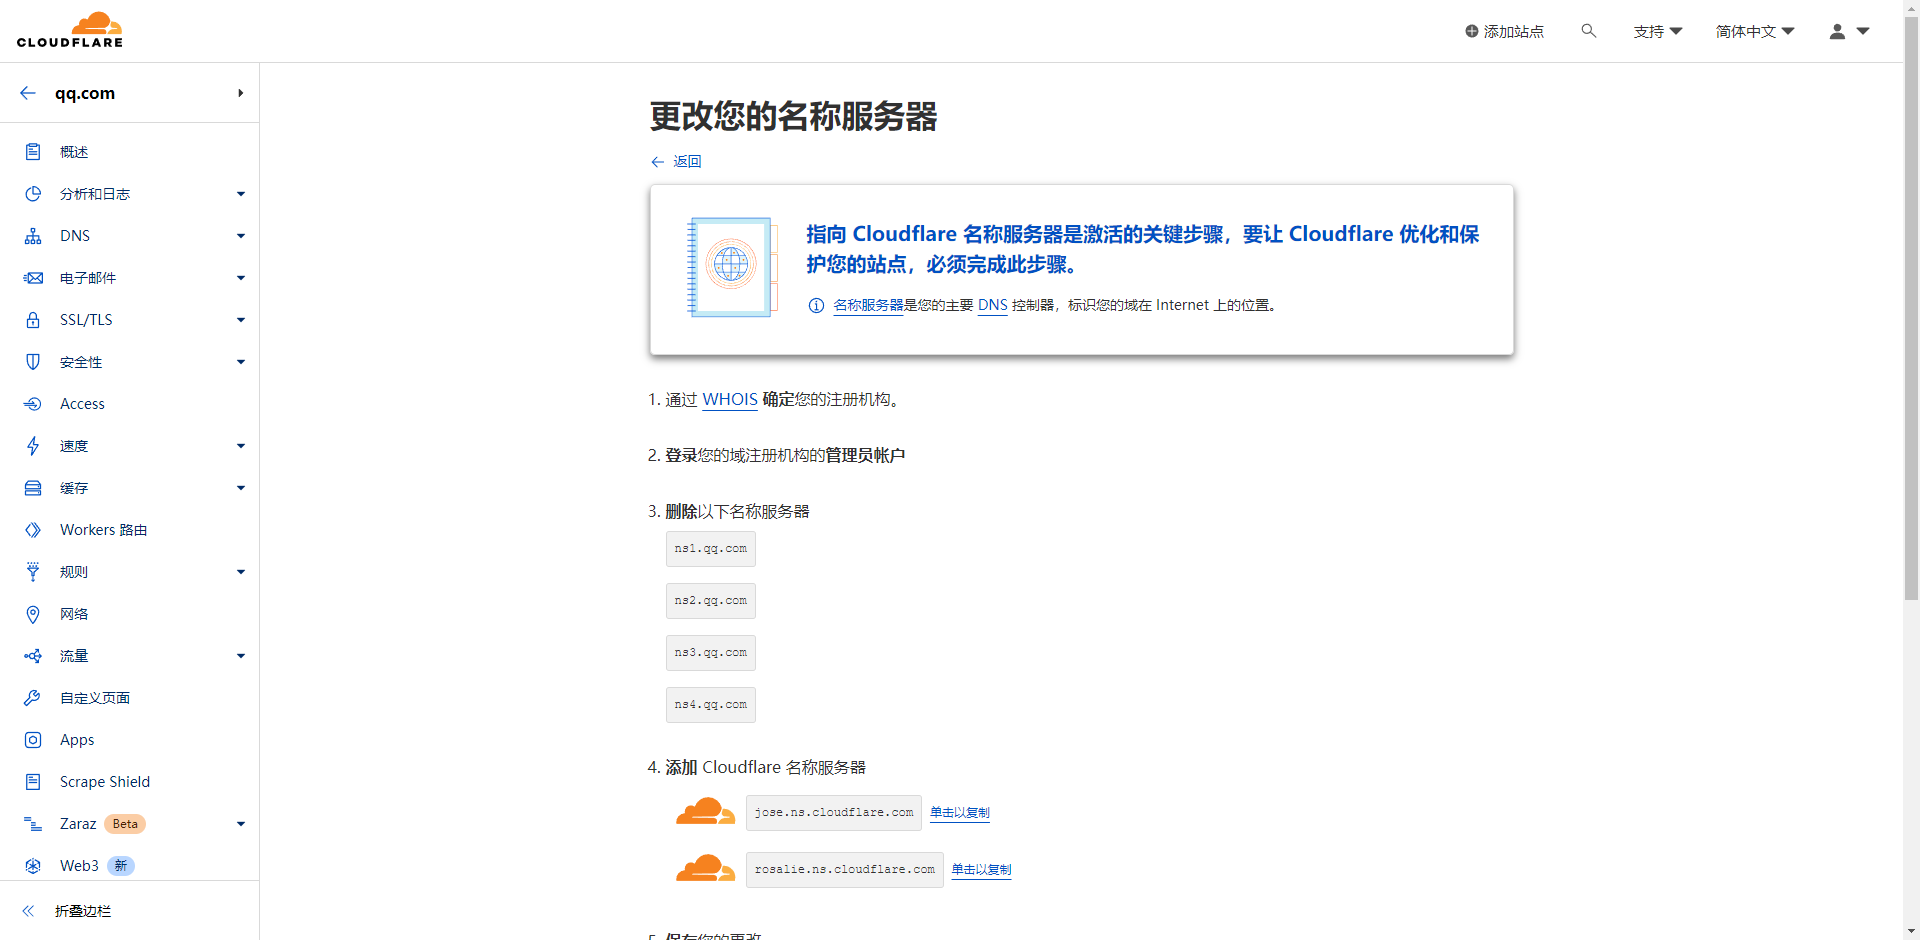 CLOUDFLARE
添加站点
支持
简体中文
qq.com
概述
分析和日志
DNS
电子邮件
SSL/TLS
安全性
Access
速度
缓存
Workers 路由
规则
网络
流量
自定义页面
Apps
Scrape Shield
Zaraz Beta
Web3 新
折叠边栏
更改您的名称服务器
返回
指向 Cloudflare 名称服务器是激活的关键步骤，要让 Cloudflare 优化和保
护您的站点，必须完成此步骤。
名称服务器是您的主要 DNS 控制器，标识您的域在 Internet 上的位置。
1. 通过 WHOIS 确定您的注册机构。
2. 登录您的域注册机构的管理员帐户
3. 删除以下名称服务器
ns1.qq.com
ns2.qq.com
ns3.qq.com
ns4.qq.com
4. 添加 Cloudflare 名称服务器
jose.ns.cloudflare.com 单击以复制
rosalie.ns.cloudflare.com 单击以复制
5. 保存您的更改